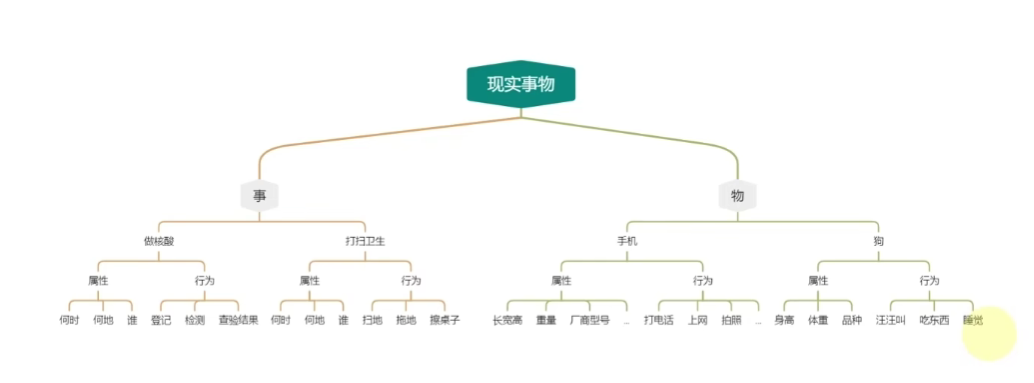 现实事物
事 物
做核酸 打扫卫生 手机 狗
属性 行为 属性 行为 属性 行为 属性 行为
何时 何地 谁 登记 检测 查验结果 何时 何地 谁 扫地 拖地 擦桌子 长宽高 重量 厂商型号 ... 打电话 上网 拍照 ... 身高 体重 品种 汪汪叫 吃东西 睡觉